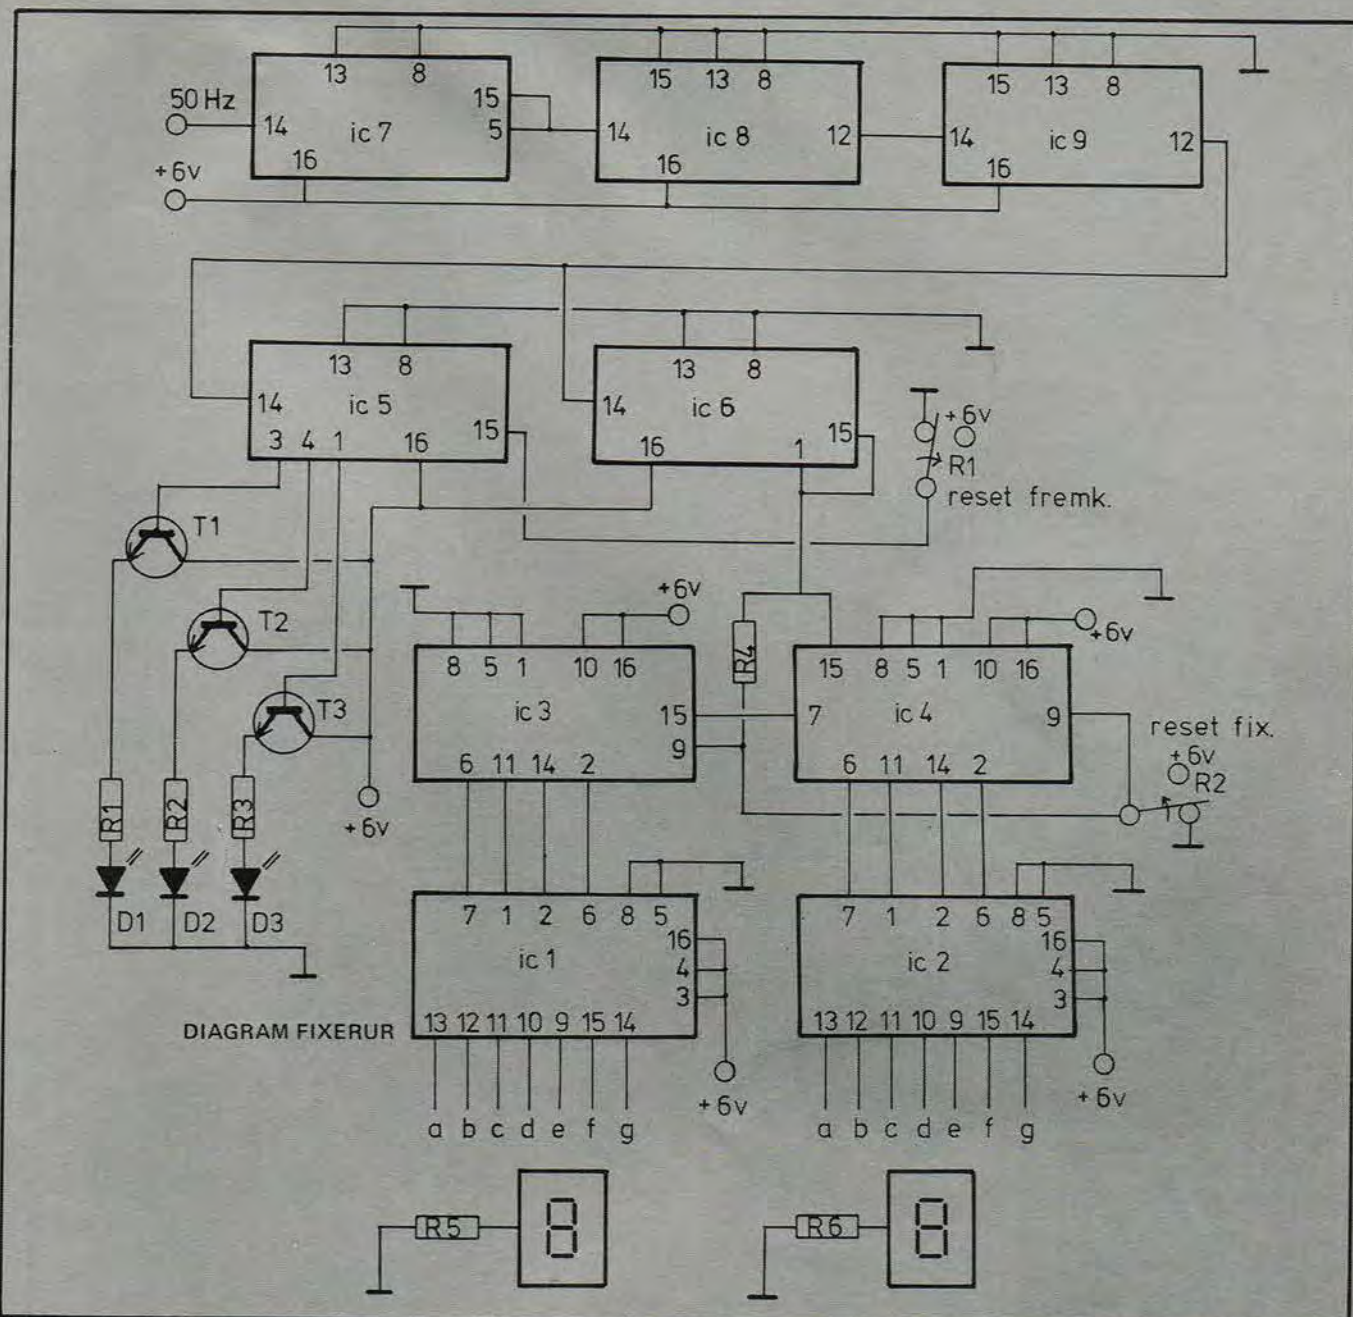 13 8 15 13 8 15 13 8
50 Hz 15
14 ic 7 5 14 ic 8 12 14 ic 9 12
16 16 16
+6v
13 8 13 8
14 ic 5 15 14 ic 6 15 +6v
3 4 1 16 16 1 R1
reset fremk.
T1
T2
T3
+6v +6v
8 5 1 10 16 R4 15 8 5 1 10 16
ic 3 15 7 ic 4 9
9 reset fix.
6 11 14 2 6 11 14 2 +6v
R2
R1 R2 R3
+6v
D1 D2 D3
7 1 2 6 8 5 7 1 2 6 8 5
16 16
ic 1 4 ic 2 4
3 3
13 12 11 10 9 15 14 13 12 11 10 9 15 14
DIAGRAM FIXERUR
+6v +6v
a b c d e f g a b c d e f g
R5 8 R6 8